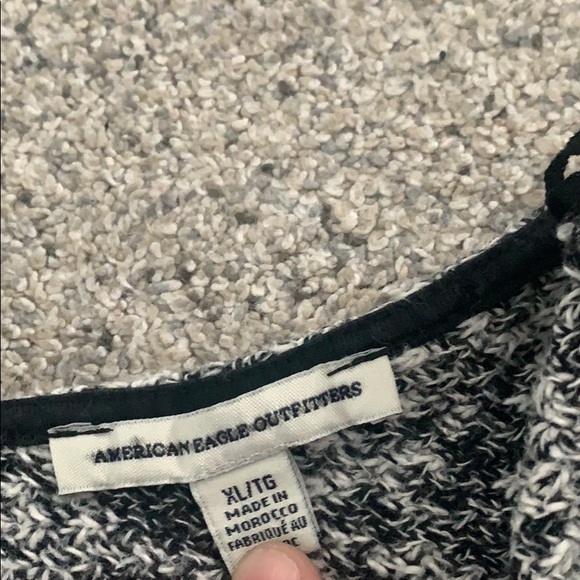 AMERICAN EAGLE OUTFITTERS
XL/TG
MADE IN
MOROCCO
FABRIQUÉ AU